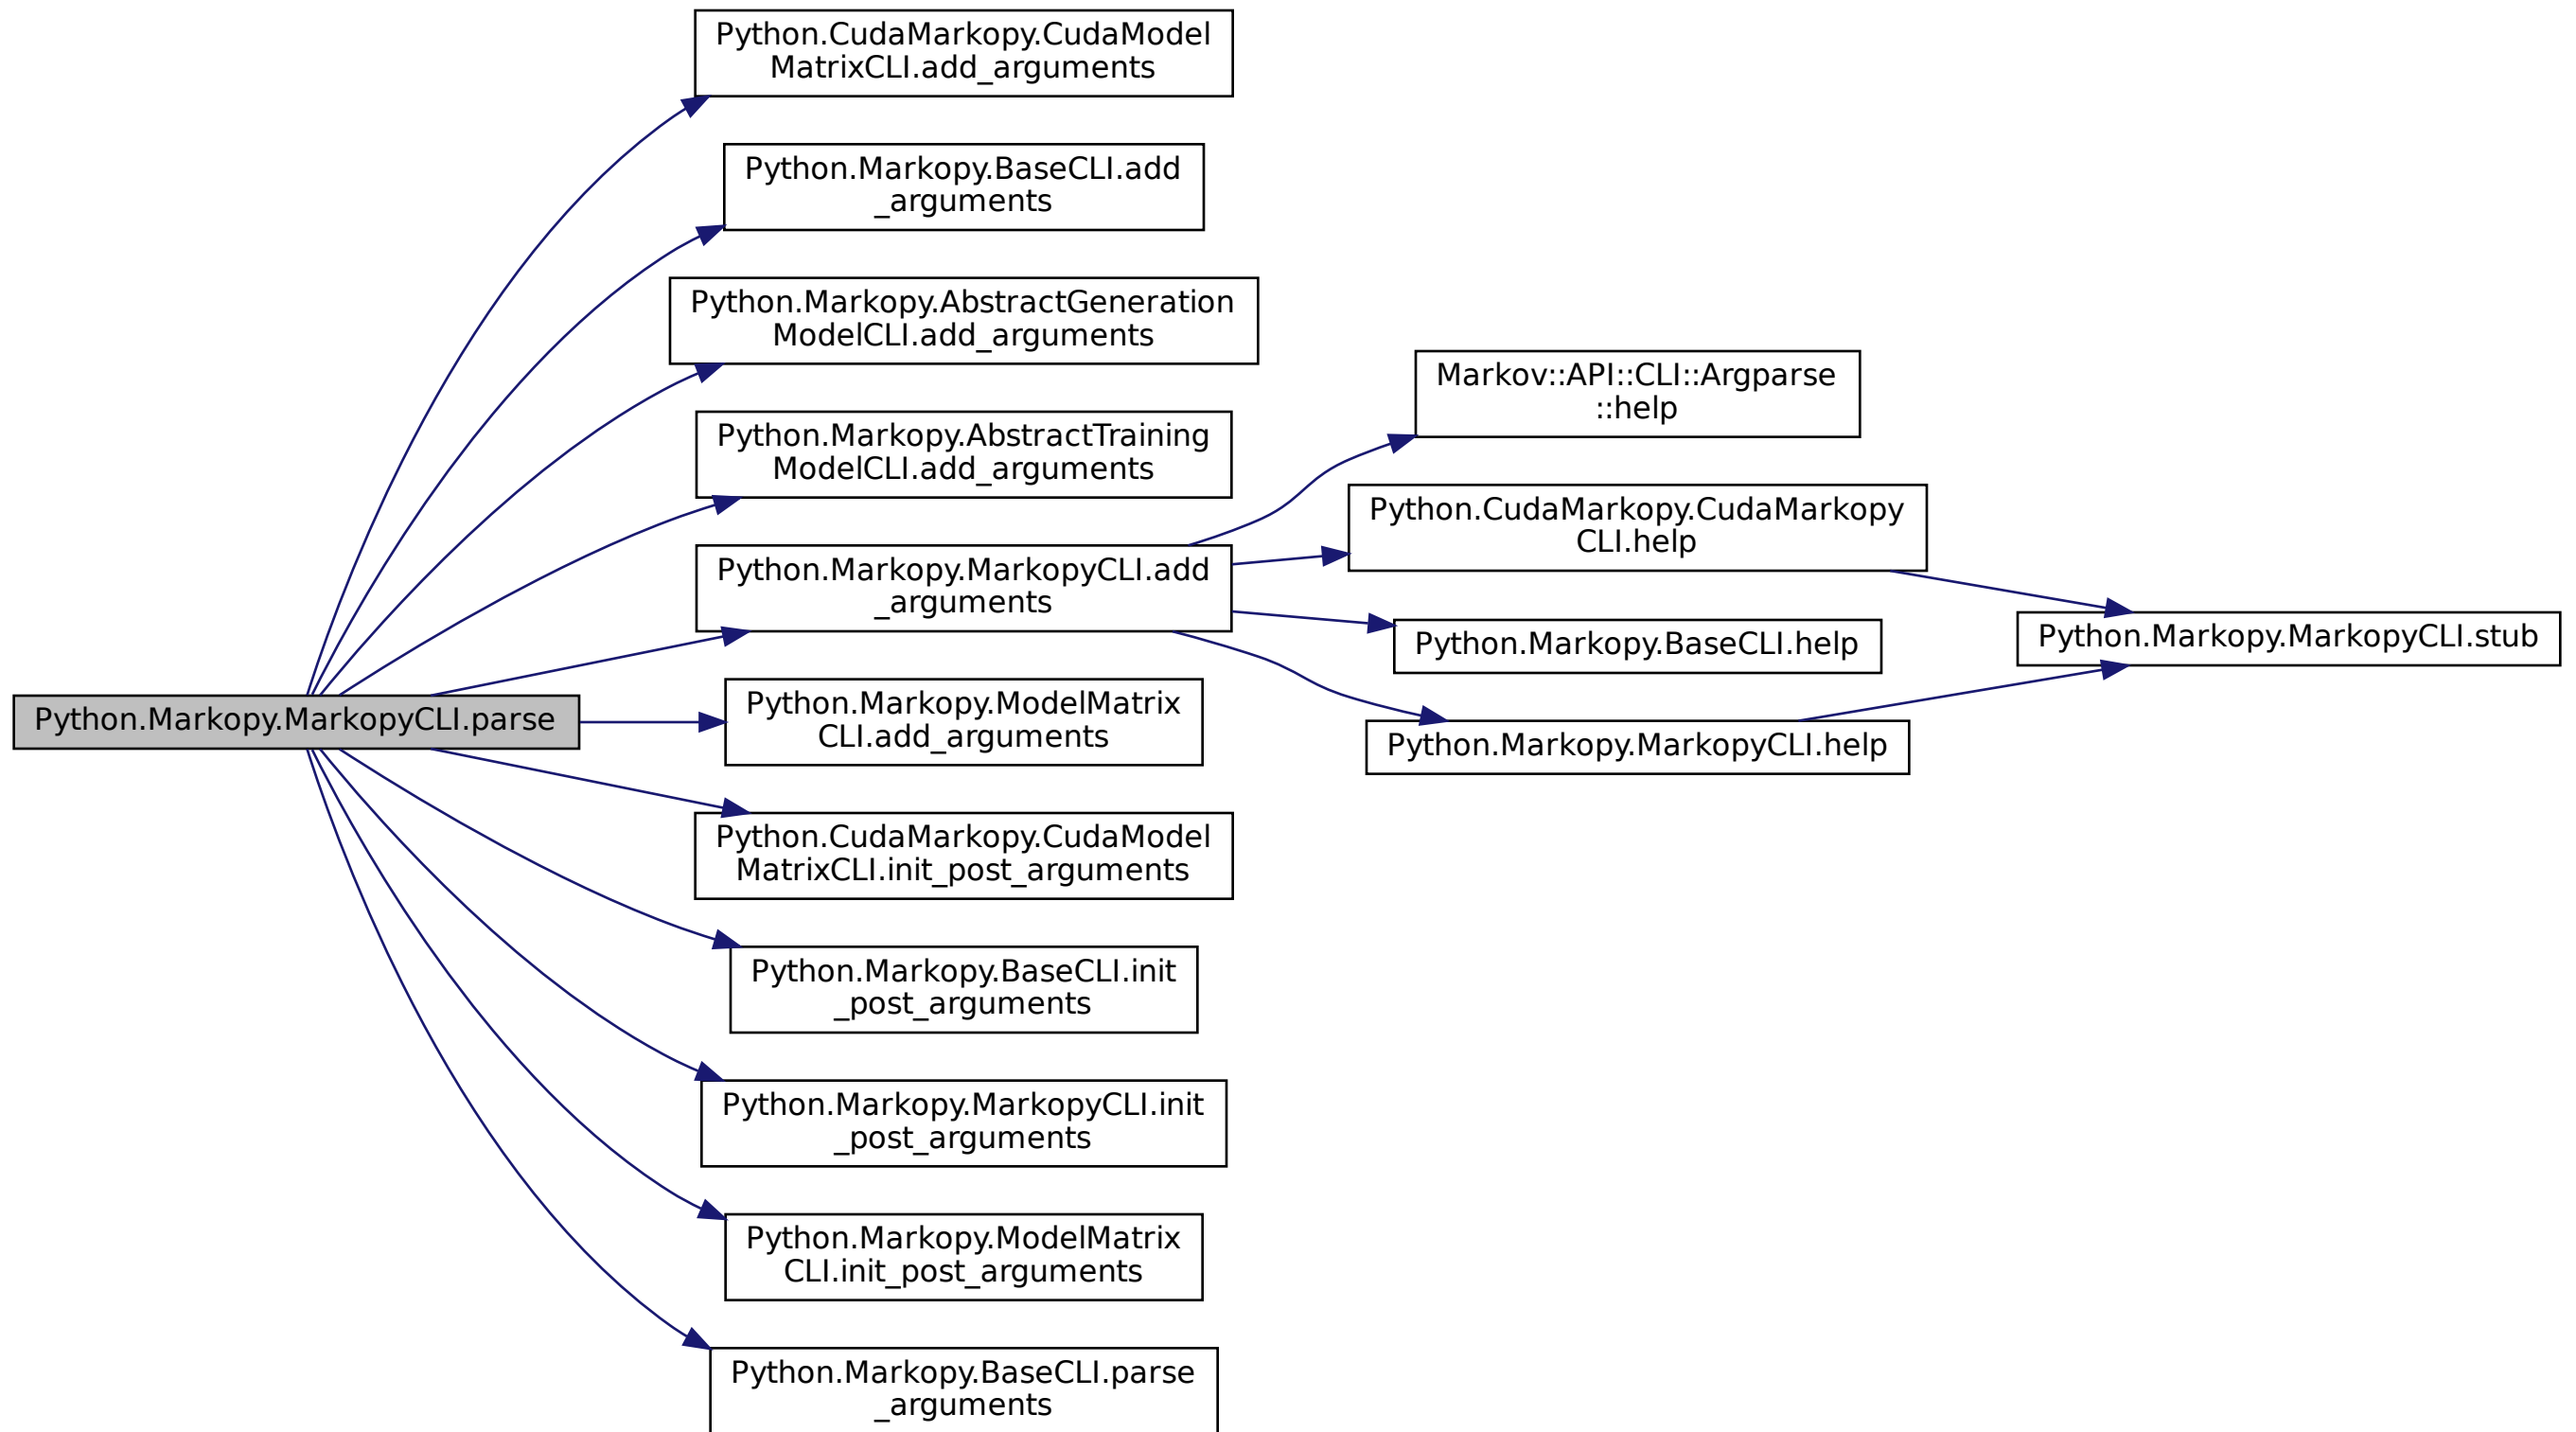 Python.CudaMarkopy.CudaModel
MatrixCLI.add_arguments
Python.Markopy.BaseCLI.add
_arguments
Python.Markopy.AbstractGeneration
ModelCLI.add_arguments
Python.Markopy.AbstractTraining
ModelCLI.add_arguments
Python.Markopy.MarkopyCLI.add
_arguments
Python.Markopy.MarkopyCLI.parse
Python.Markopy.ModelMatrix
CLI.add_arguments
Python.CudaMarkopy.CudaModel
MatrixCLI.init_post_arguments
Python.Markopy.BaseCLI.init
_post_arguments
Python.Markopy.MarkopyCLI.init
_post_arguments
Python.Markopy.ModelMatrix
CLI.init_post_arguments
Python.Markopy.BaseCLI.parse
_arguments
Markov::API::CLI::Argparse
::help
Python.CudaMarkopy.CudaMarkopy
CLI.help
Python.Markopy.BaseCLI.help
Python.Markopy.MarkopyCLI.help
Python.Markopy.MarkopyCLI.stub